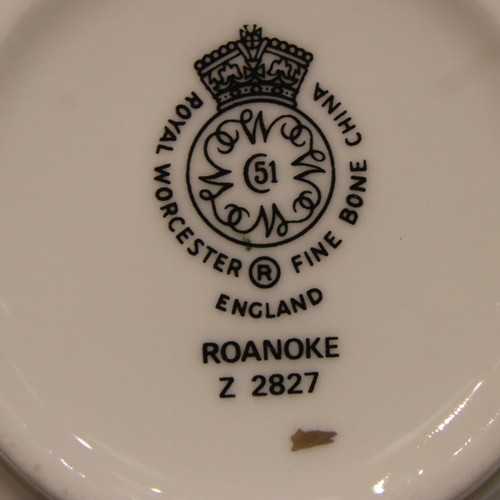 ROYAL WORCESTER FINE BONE CHINA
51
®
ENGLAND
ROANOKE
Z 2827